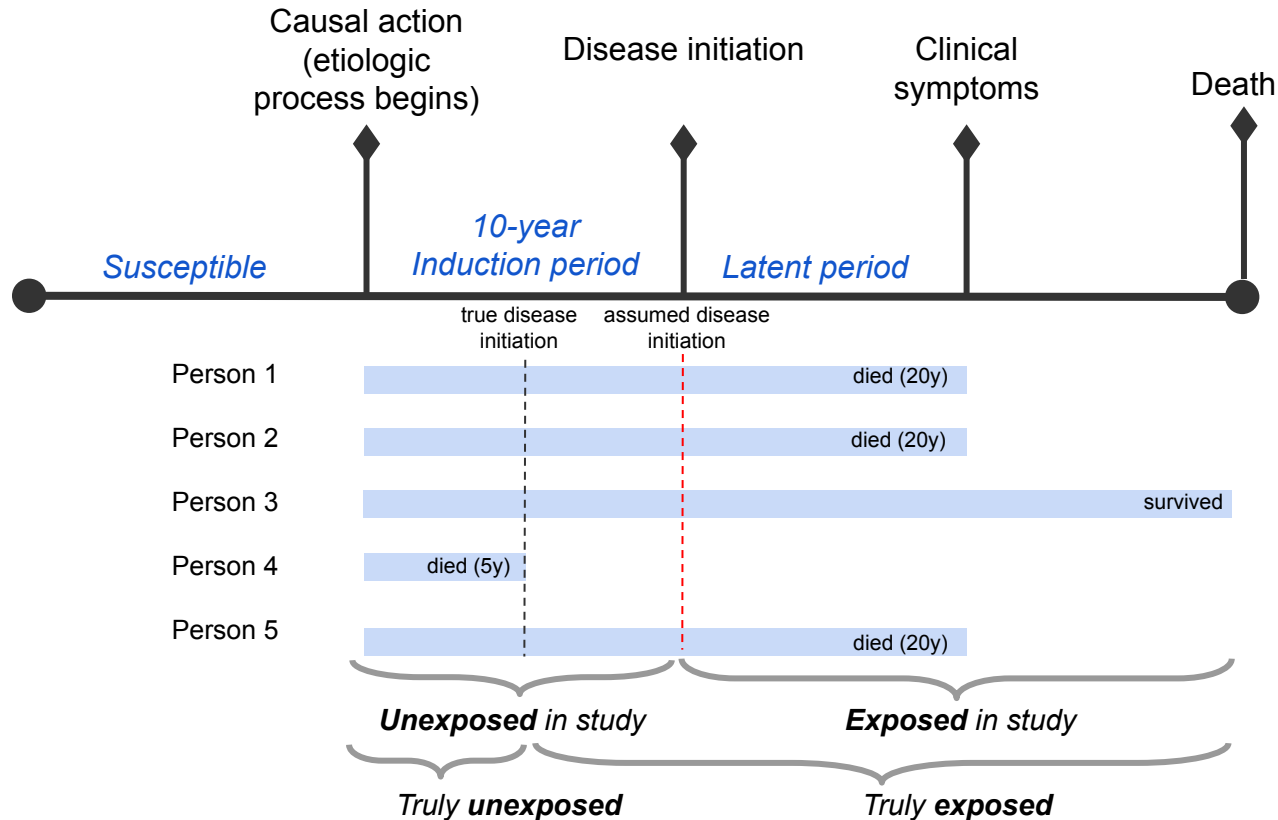 Causal action
(etiologic
process begins)
Disease initiation
Clinical
symptoms
Death
Susceptible
10-year
Induction period
Latent period
true disease
initiation
assumed disease
initiation
Person 1
died (20y)
Person 2
died (20y)
Person 3
survived
Person 4
died (5y)
Person 5
died (20y)
Unexposed in study
Exposed in study
Truly unexposed
Truly exposed